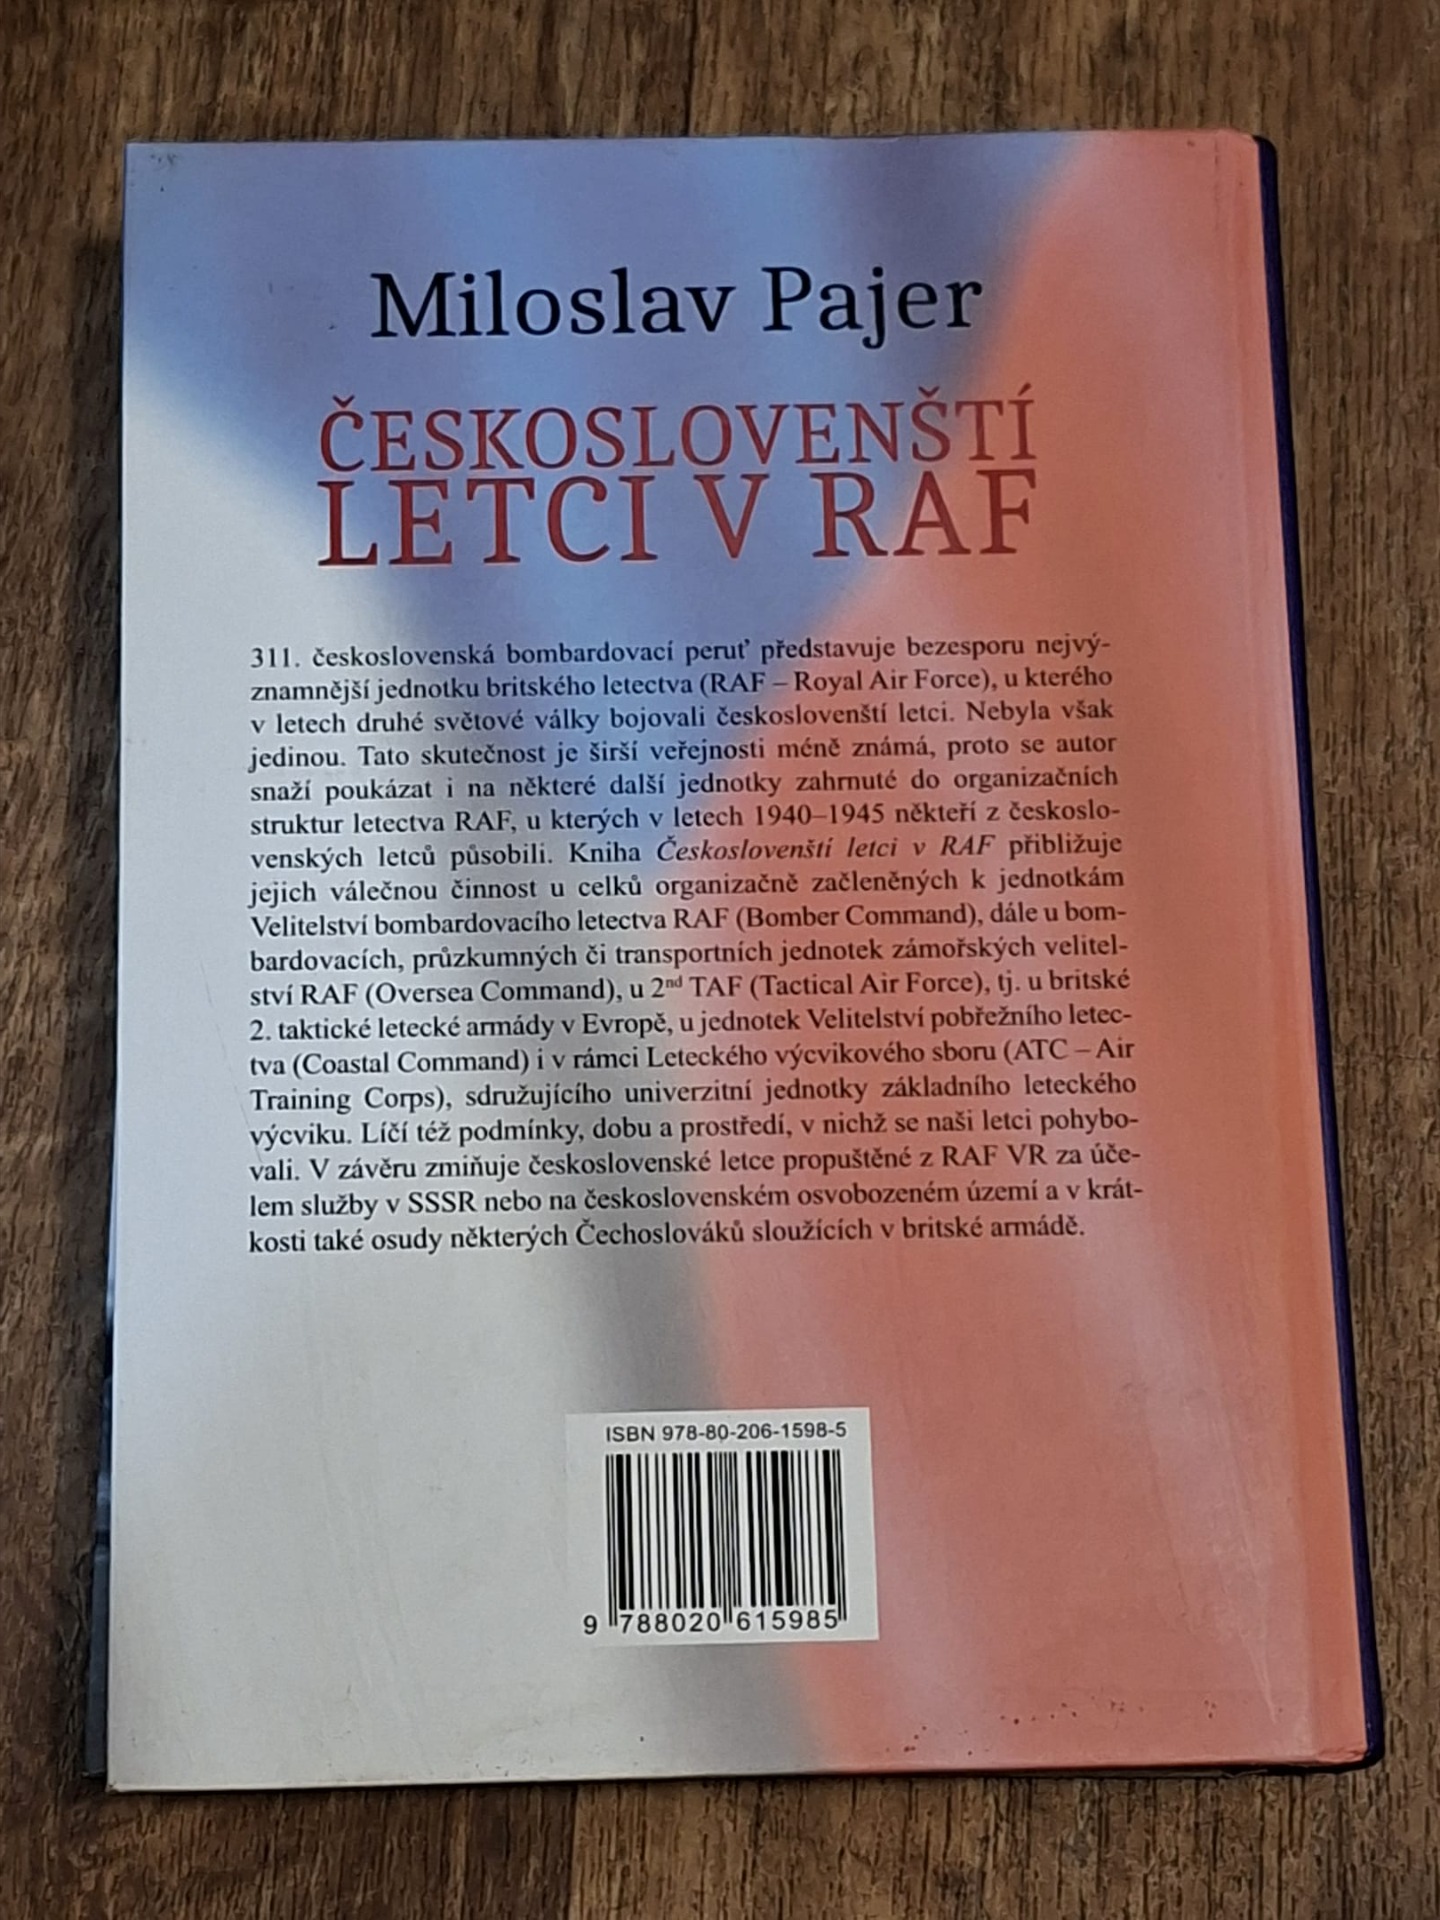 Miloslav Pajer
ČESKOSLOVENŠTÍ
LETCI V RAF
311. československá bombardovací peruť představuje bezesporu nejvý-
znamnější jednotku britského letectva (RAF – Royal Air Force), u kterého
v letech druhé světové války bojovali českoslovenští letci. Nebyla však
jedinou. Tato skutečnost je širší veřejnosti méně známá, proto se autor
snaží poukázat i na některé další jednotky zahrnuté do organizačních
struktur letectva RAF, u kterých v letech 1940–1945 někteří z českoslo-
venských letců působili. Kniha Českoslovenští letci v RAF přibližuje
jejich válečnou činnost u celků organizačně začleněných k jednotkám
Velitelství bombardovacího letectva RAF (Bomber Command), dále u bom-
bardovacích, průzkumných či transportních jednotek zámořských velitel-
ství RAF (Oversea Command), u 2nd TAF (Tactical Air Force), tj. u britské
2. taktické letecké armády v Evropě, u jednotek Velitelství pobřežního letec-
tva (Coastal Command) i v rámci Leteckého výcvikového sboru (ATC – Air
Training Corps), sdružujícího univerzitní jednotky základního leteckého
výcviku. Líčí též podmínky, dobu a prostředí, v nichž se naši letci pohybo-
vali. V závěru zmiňuje československé letce propuštěné z RAF VR za úče-
lem služby v SSSR nebo na československém osvobozeném území a v krát-
kosti také osudy některých Čechoslováků sloužících v britské armádě.
ISBN 978-80-206-1598-5
9 788020 615985